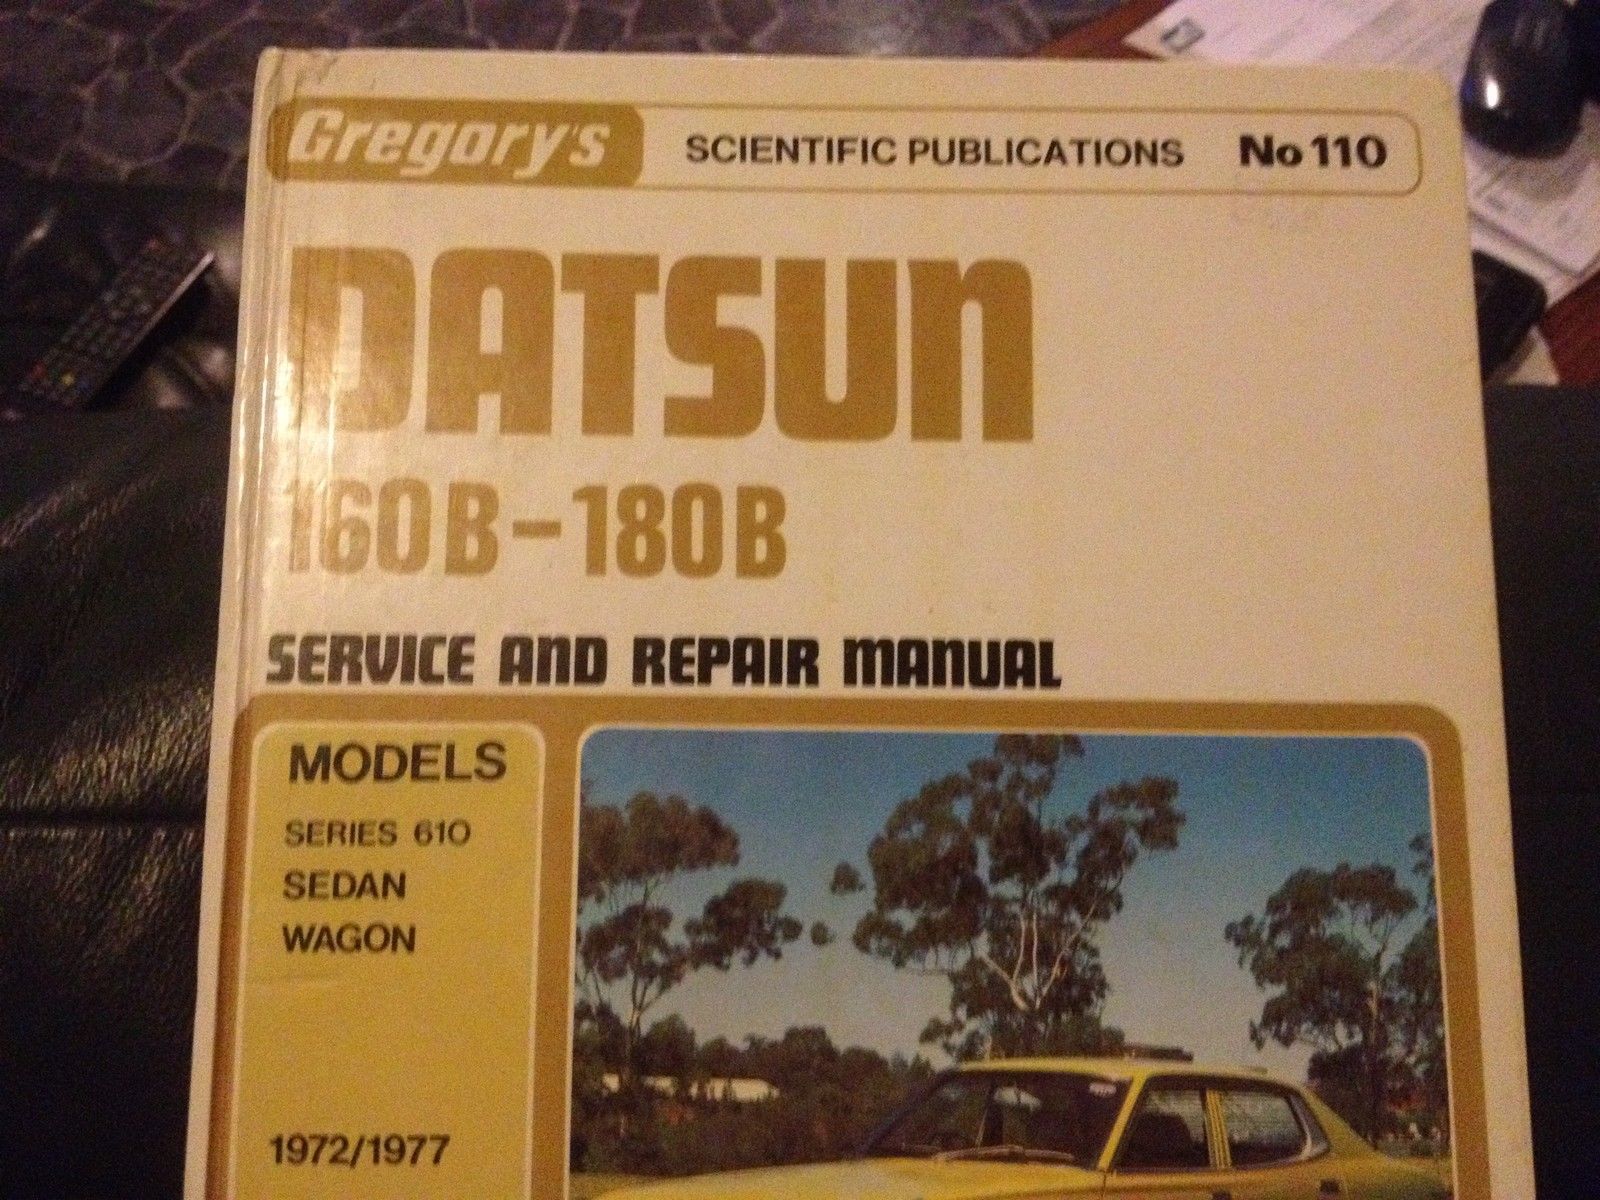 Gregory's SCIENTIFIC PUBLICATIONS No 110
DATSUN
160B-180B
SERVICE AND REPAIR MANUAL
MODELS
SERIES 610
SEDAN
WAGON
1972/1977